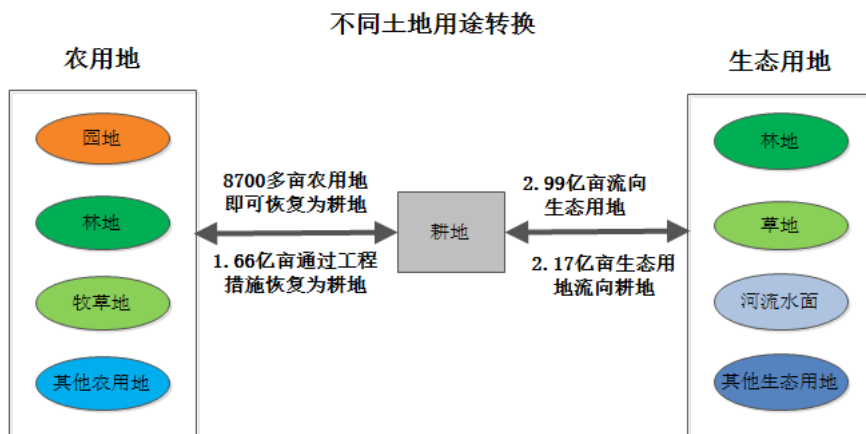 不同土地用途转换
农用地
生态用地
园地
林地
牧草地
其他农用地
8700多亩农用地
即可恢复为耕地
1.66亿亩通过工程
措施恢复为耕地
耕地
2.99亿亩流向
生态用地
2.17亿亩生态用
地流向耕地
林地
草地
河流水面
其他生态用地